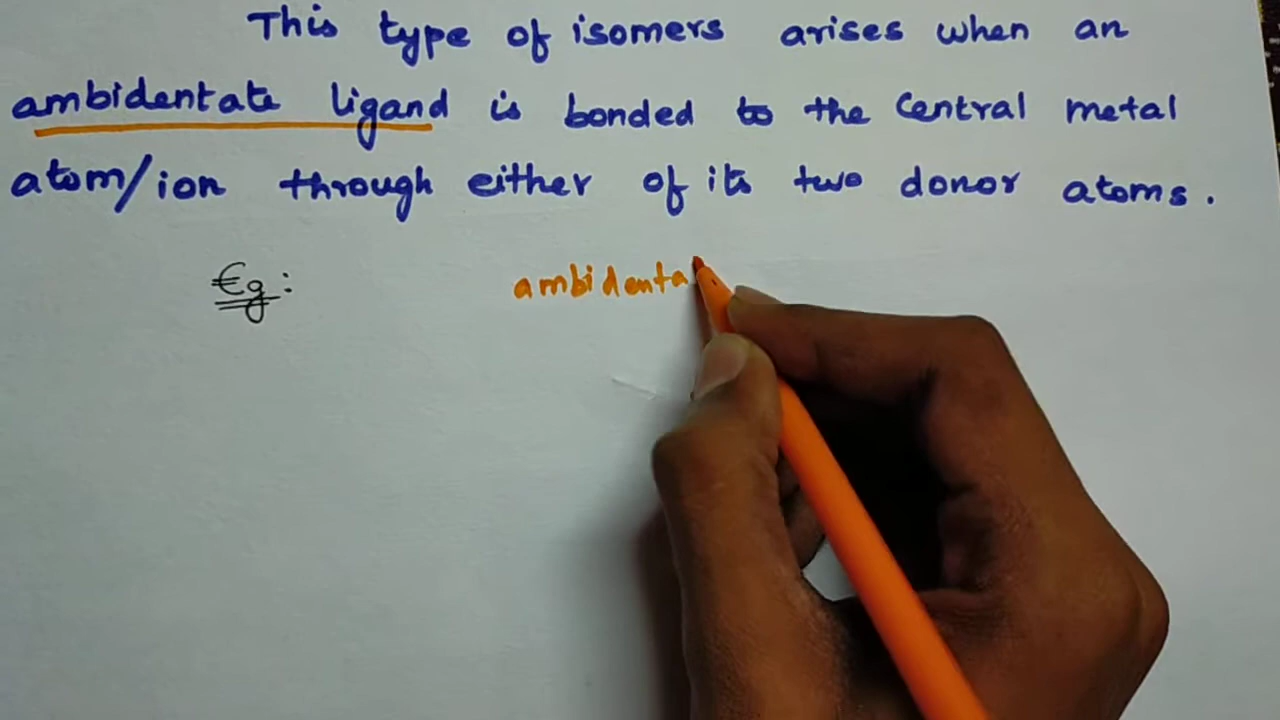 This type of isomers arises when an
ambidentate ligand is bonded to the central metal
atom/ion through either of its two donor atoms.
Eg:
ambidenta